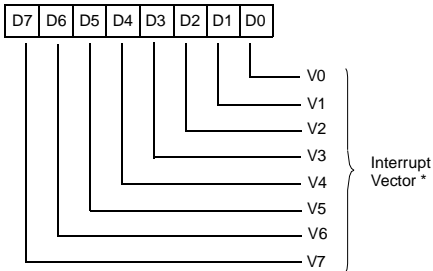 D7 D6 D5 D4 D3 D2 D1 D0
V0
V1
V2
V3
V4
V5
V6
V7
Interrupt
Vector *